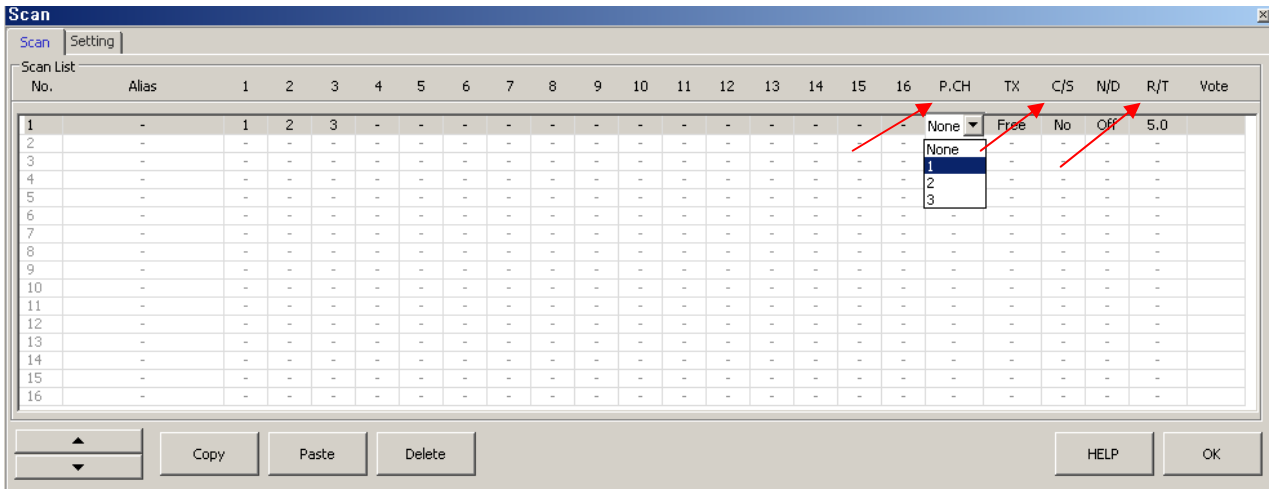 Scan
Scan Setting
Scan List
No. Alias 1 2 3 4 5 6 7 8 9 10 11 12 13 14 15 16 P.CH TX C/S N/D R/T Vote
1 - 1 2 3 - - - - - - - - - - - - - None Free No Off 5.0
2 - - - - - - - - - - - - - - - - - None - - - -
3 - - - - - - - - - - - - - - - - - 1 - - - -
4 - - - - - - - - - - - - - - - - - 2 - - - -
5 - - - - - - - - - - - - - - - - - 3 - - - -
6 - - - - - - - - - - - - - - - - - - - - - -
7 - - - - - - - - - - - - - - - - - - - - - -
8 - - - - - - - - - - - - - - - - - - - - - -
9 - - - - - - - - - - - - - - - - - - - - - -
10 - - - - - - - - - - - - - - - - - - - - - -
11 - - - - - - - - - - - - - - - - - - - - - -
12 - - - - - - - - - - - - - - - - - - - - - -
13 - - - - - - - - - - - - - - - - - - - - - -
14 - - - - - - - - - - - - - - - - - - - - - -
15 - - - - - - - - - - - - - - - - - - - - - -
16 - - - - - - - - - - - - - - - - - - - - - -
Copy Paste Delete HELP OK